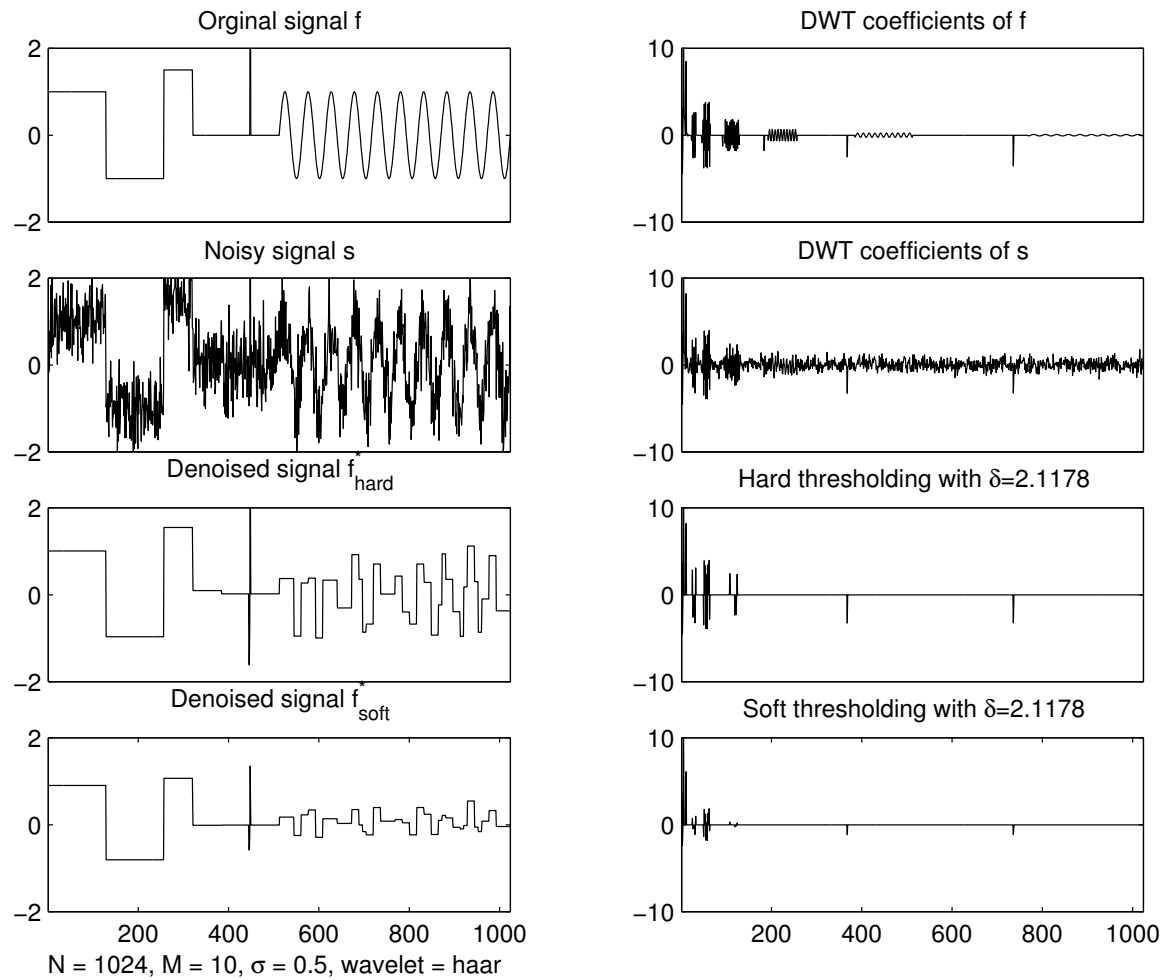 Orginal signal f
2
0
−2
DWT coefficients of f
10
0
−10
Noisy signal s
2
0
−2
DWT coefficients of s
10
0
−10
Denoised signal f*hard
2
0
−2
Hard thresholding with δ=2.1178
10
0
−10
Denoised signal f*soft
2
0
−2
200 400 600 800 1000
Soft thresholding with δ=2.1178
10
0
−10
200 400 600 800 1000
N = 1024, M = 10, σ = 0.5, wavelet = haar